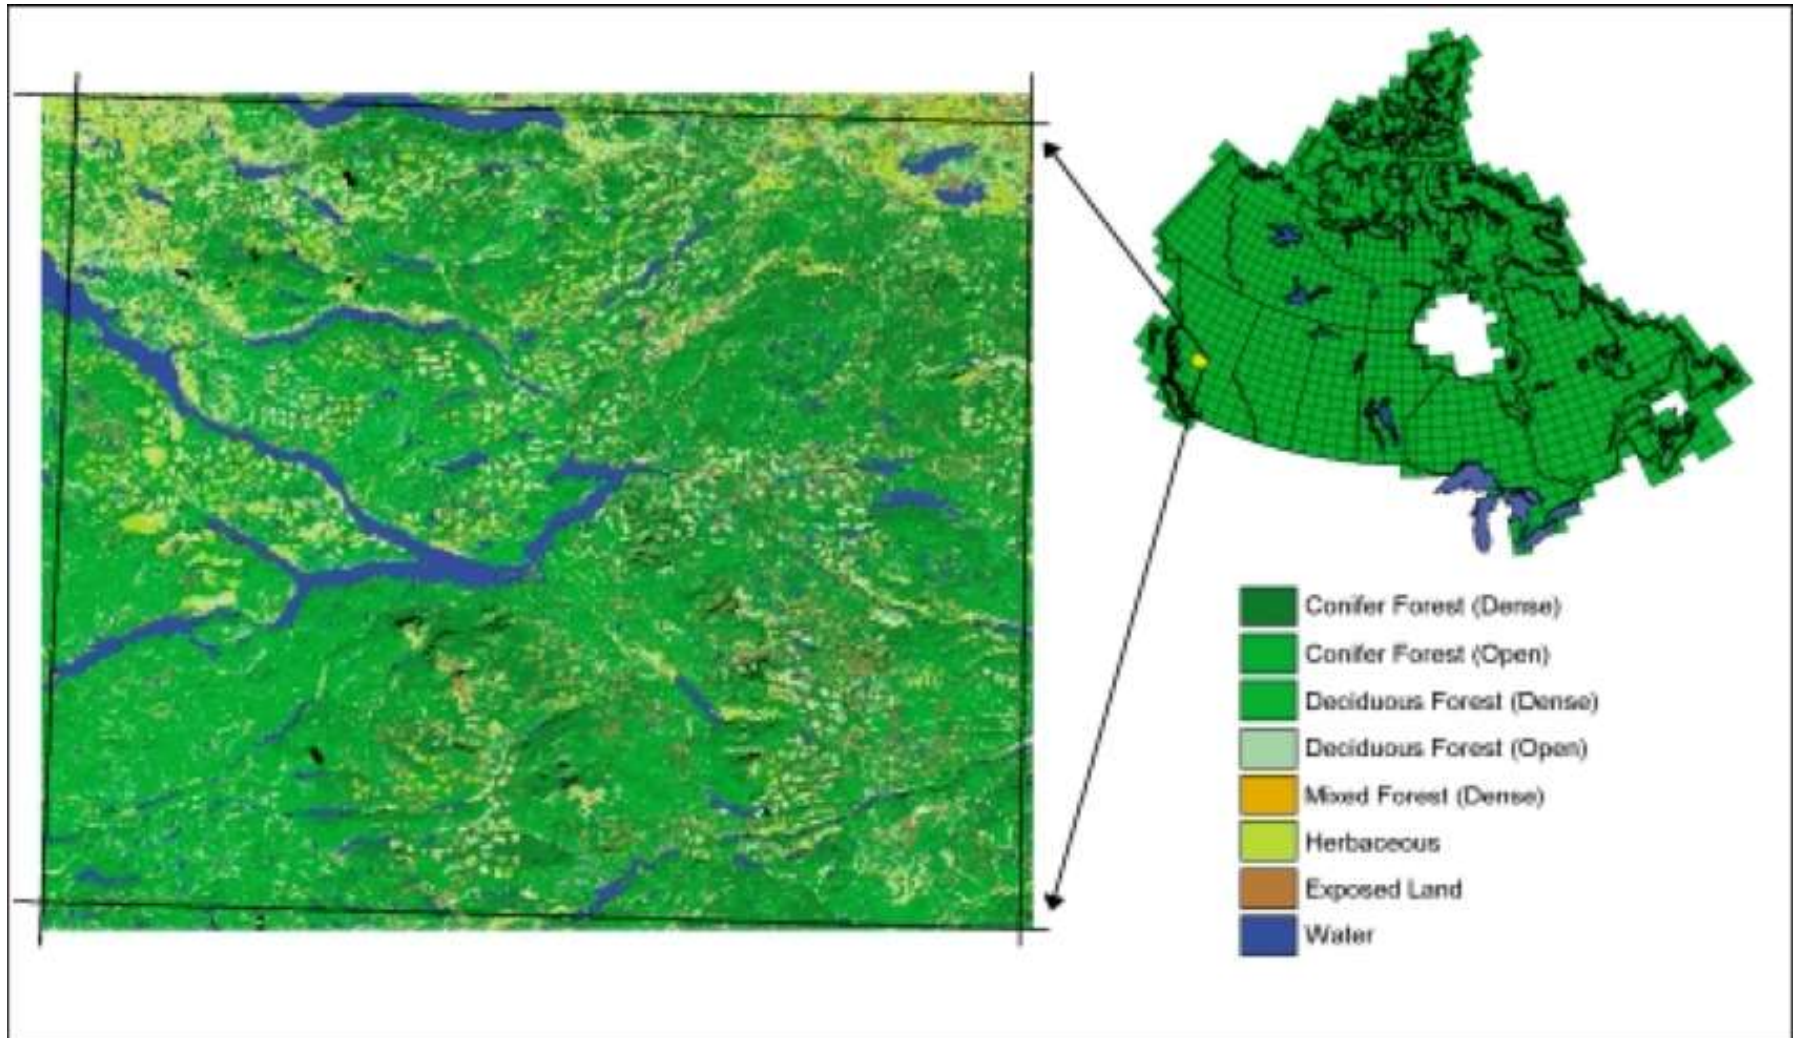 Conifer Forest (Dense)
Conifer Forest (Open)
Deciduous Forest (Dense)
Deciduous Forest (Open)
Mixed Forest (Dense)
Herbaceous
Exposed Land
Water